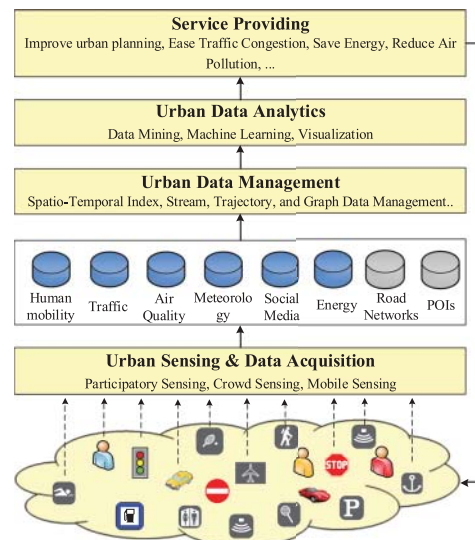 Service Providing
Improve urban planning, Ease Traffic Congestion, Save Energy, Reduce Air
Pollution, ...
Urban Data Analytics
Data Mining, Machine Learning, Visualization
Urban Data Management
Spatio-Temporal Index, Stream, Trajectory, and Graph Data Management..
Human
mobility
Traffic
Air
Quality
Meteorolo
gy
Social
Media
Energy
Road
Networks
POIs
Urban Sensing & Data Acquisition
Participatory Sensing, Crowd Sensing, Mobile Sensing
STOP
P